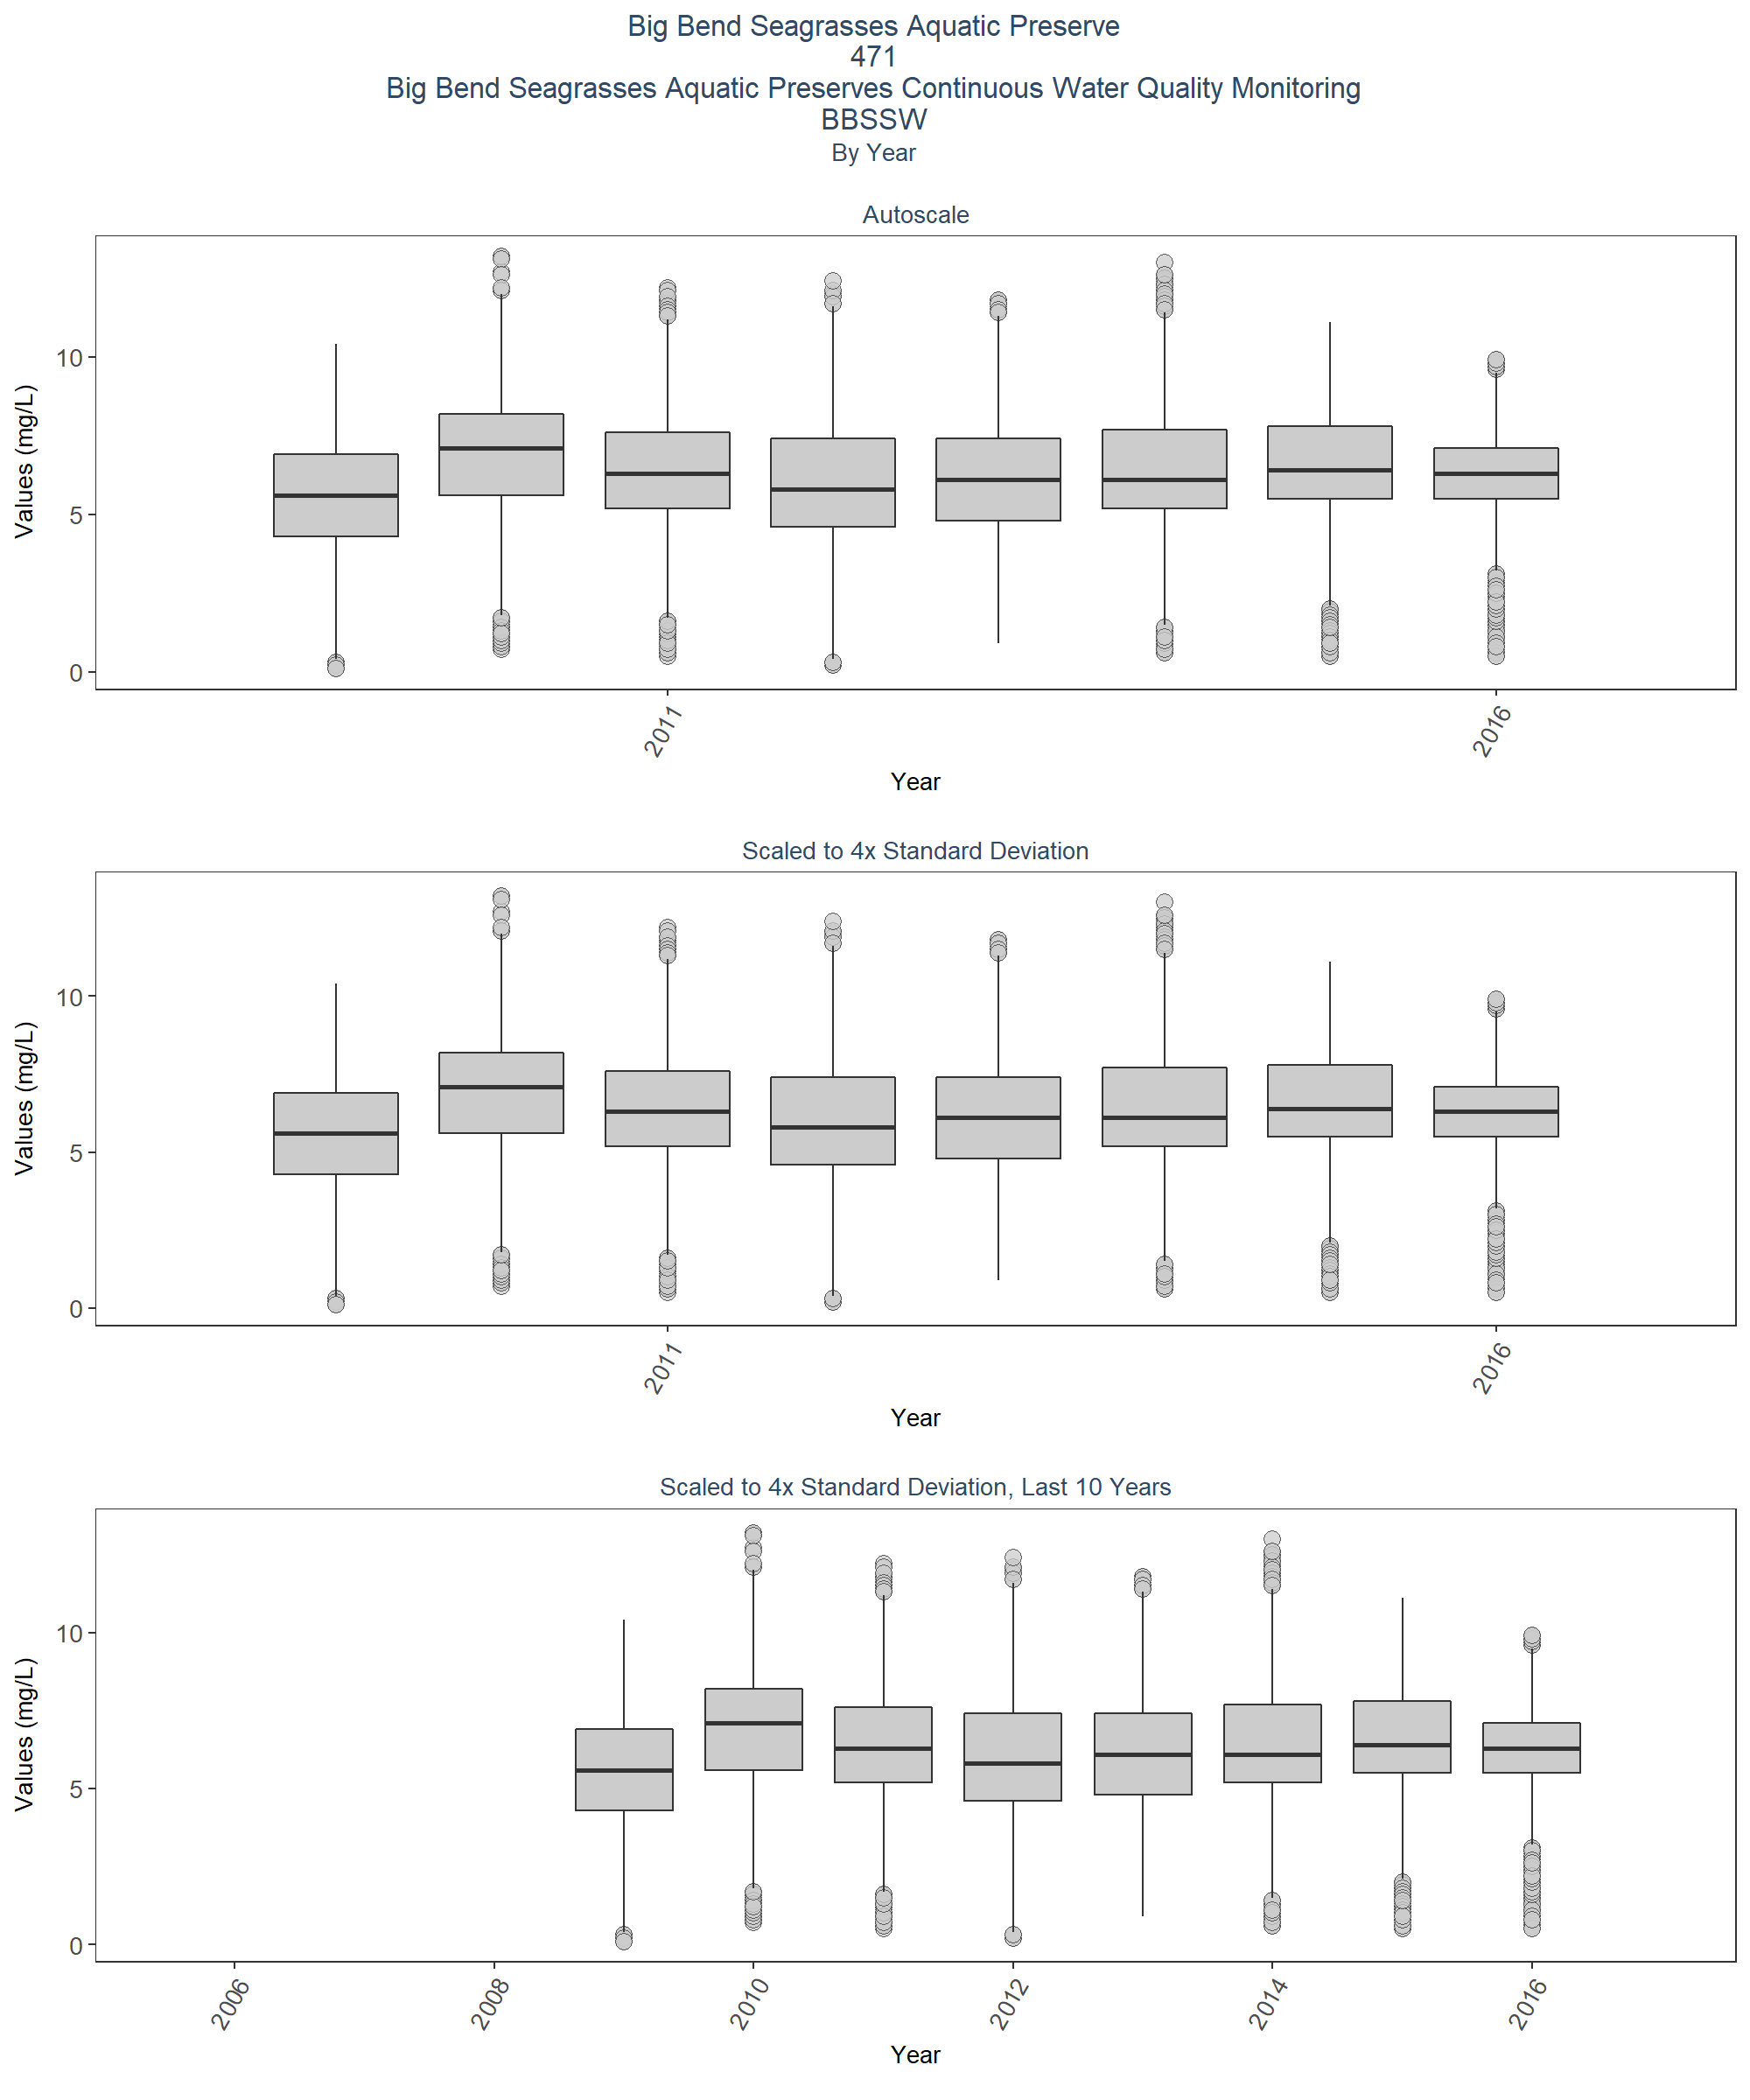 Big Bend Seagrasses Aquatic Preserve
471
Big Bend Seagrasses Aquatic Preserves Continuous Water Quality Monitoring
BBSSW
By Year
Autoscale
Values (mg/L)
10
5
0
2011
2016
Year
Scaled to 4x Standard Deviation
Values (mg/L)
10
5
0
2011
2016
Year
Scaled to 4x Standard Deviation, Last 10 Years
Values (mg/L)
10
5
0
2006
2008
2010
2012
2014
2016
Year